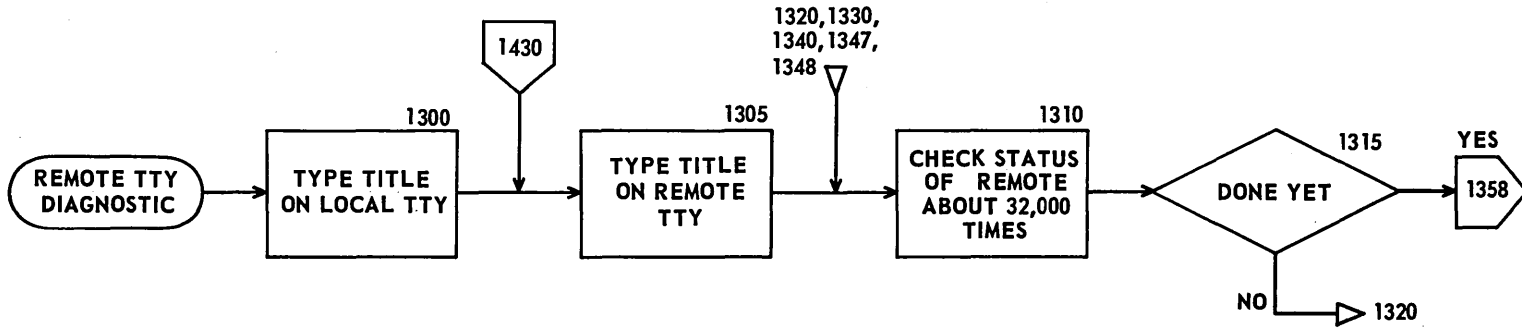 REMOTE TTY
DIAGNOSTIC
1300
TYPE TITLE
ON LOCAL TTY
1430
1305
TYPE TITLE
ON REMOTE
TTY
1320, 1330,
1340, 1347,
1348
1310
CHECK STATUS
OF REMOTE
ABOUT 32,000
TIMES
1315
DONE YET
YES
1358
NO
1320